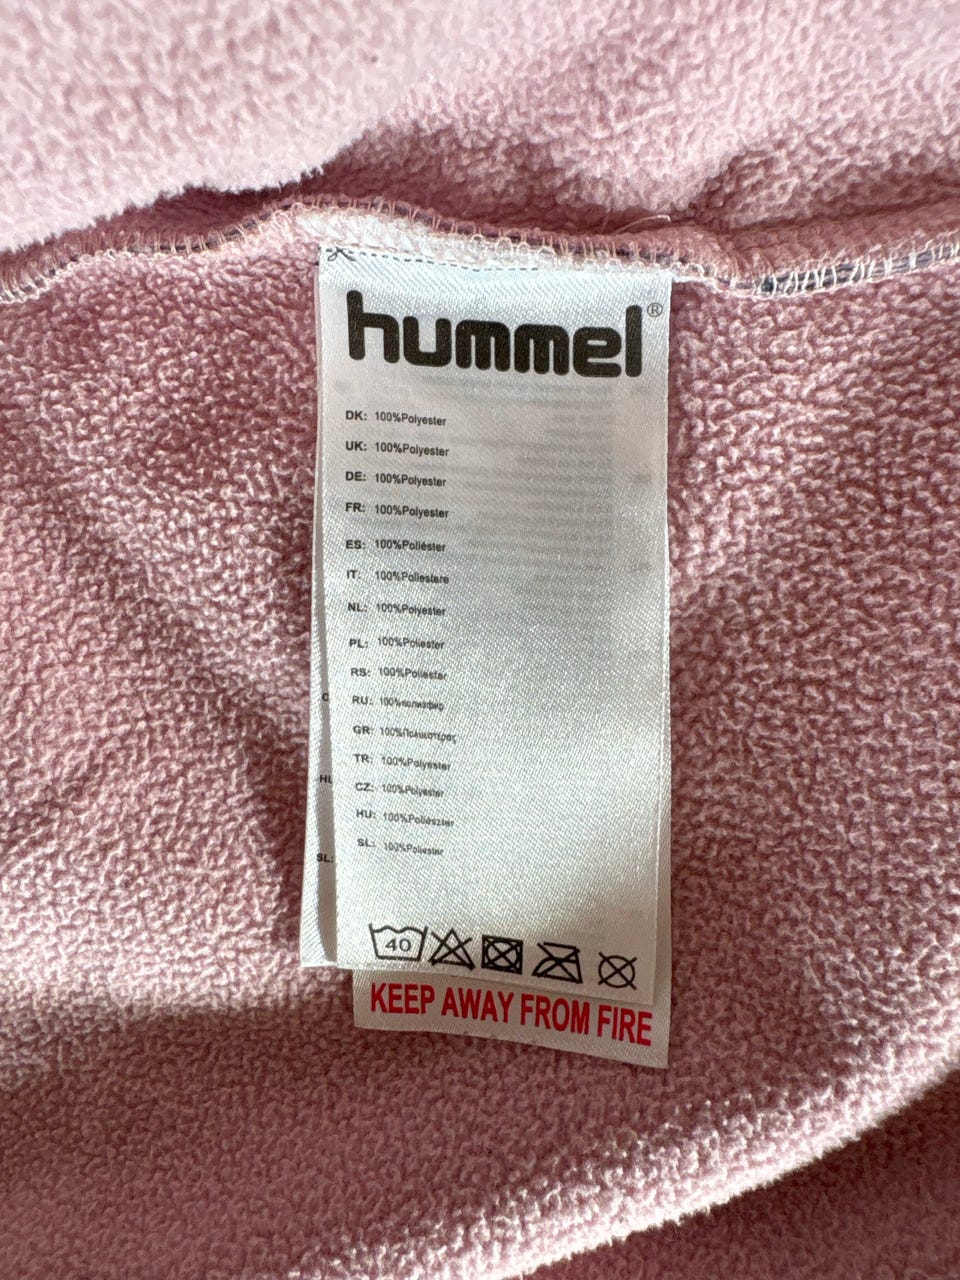 hummel®
DK: 100%Polyester
UK: 100%Polyester
DE: 100%Polyester
FR: 100%Polyester
ES: 100%Poliéster
IT: 100%Poliestere
NL: 100%Polyester
PL: 100%Poliester
RS: 100%Poliestar
RU: 100%полиэфир
GR: 100%Πολυεστέρας
TR: 100%Polyester
CZ: 100%Polyester
HU: 100%Poliészter
SL: 100%Poliester
HU
SL:
40
KEEP AWAY FROM FIRE